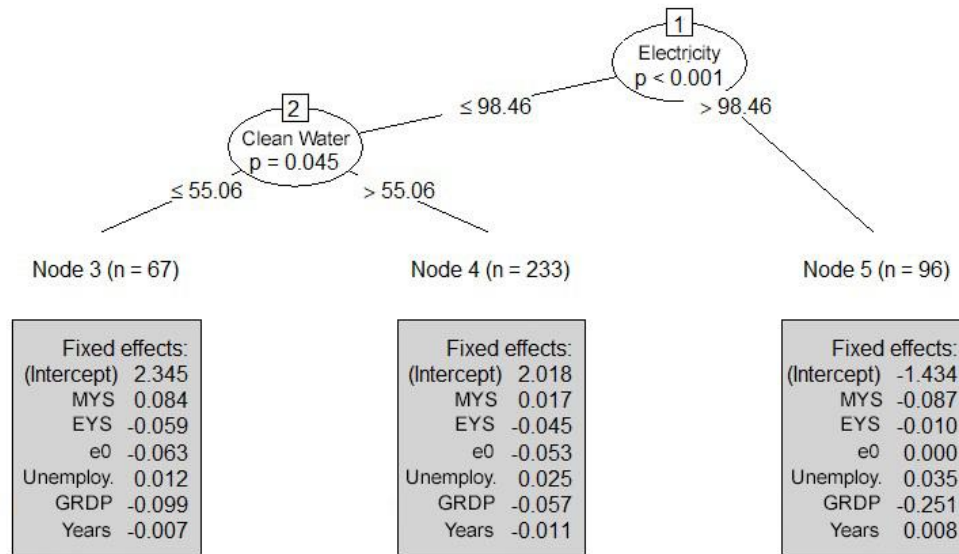 1
Electricity
p < 0.001
≤ 98.46
> 98.46
2
Clean Water
p = 0.045
≤ 55.06
> 55.06
Node 3 (n = 67)
Node 4 (n = 233)
Node 5 (n = 96)
Fixed effects:
(Intercept) 2.345
MYS 0.084
EYS -0.059
e0 -0.063
Unemploy. 0.012
GRDP -0.099
Years -0.007
Fixed effects:
(Intercept) 2.018
MYS 0.017
EYS -0.045
e0 -0.053
Unemploy. 0.025
GRDP -0.057
Years -0.011
Fixed effects:
(Intercept) -1.434
MYS -0.087
EYS -0.010
e0 0.000
Unemploy. 0.035
GRDP -0.251
Years 0.008